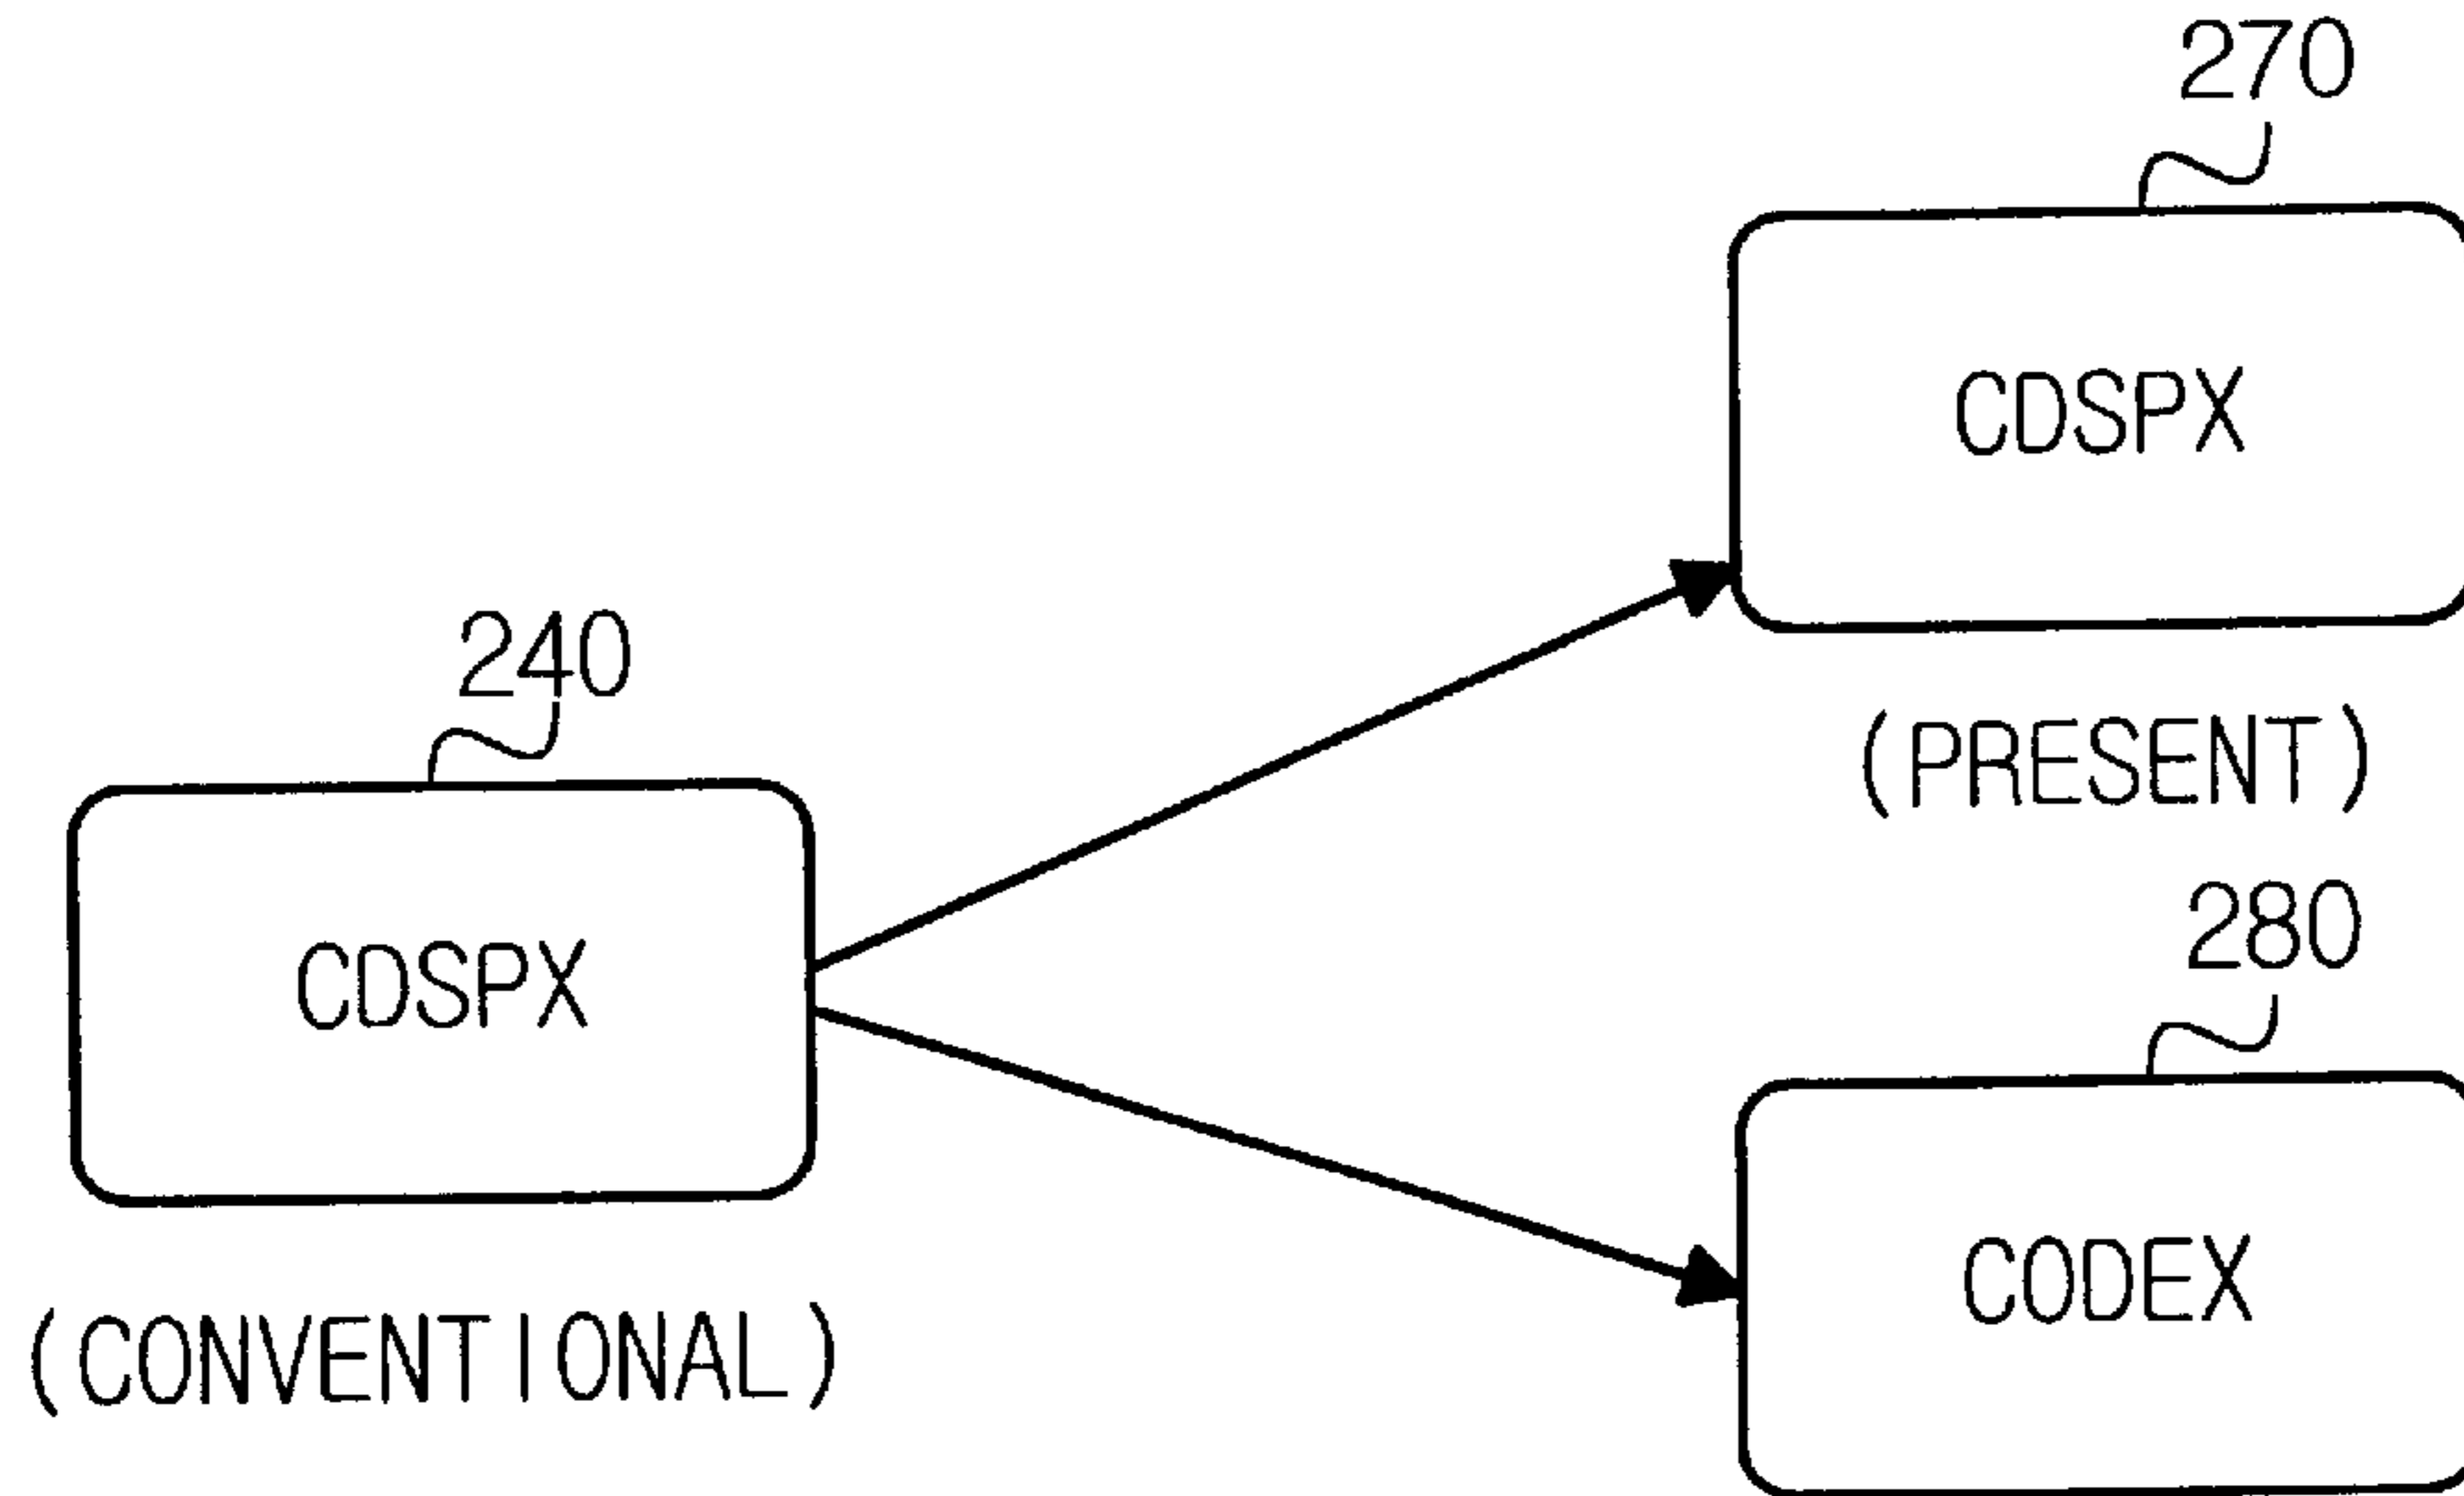 270
CDSPX
(PRESENT)
240
CDSPX
(CONVENTIONAL)
280
CODEX